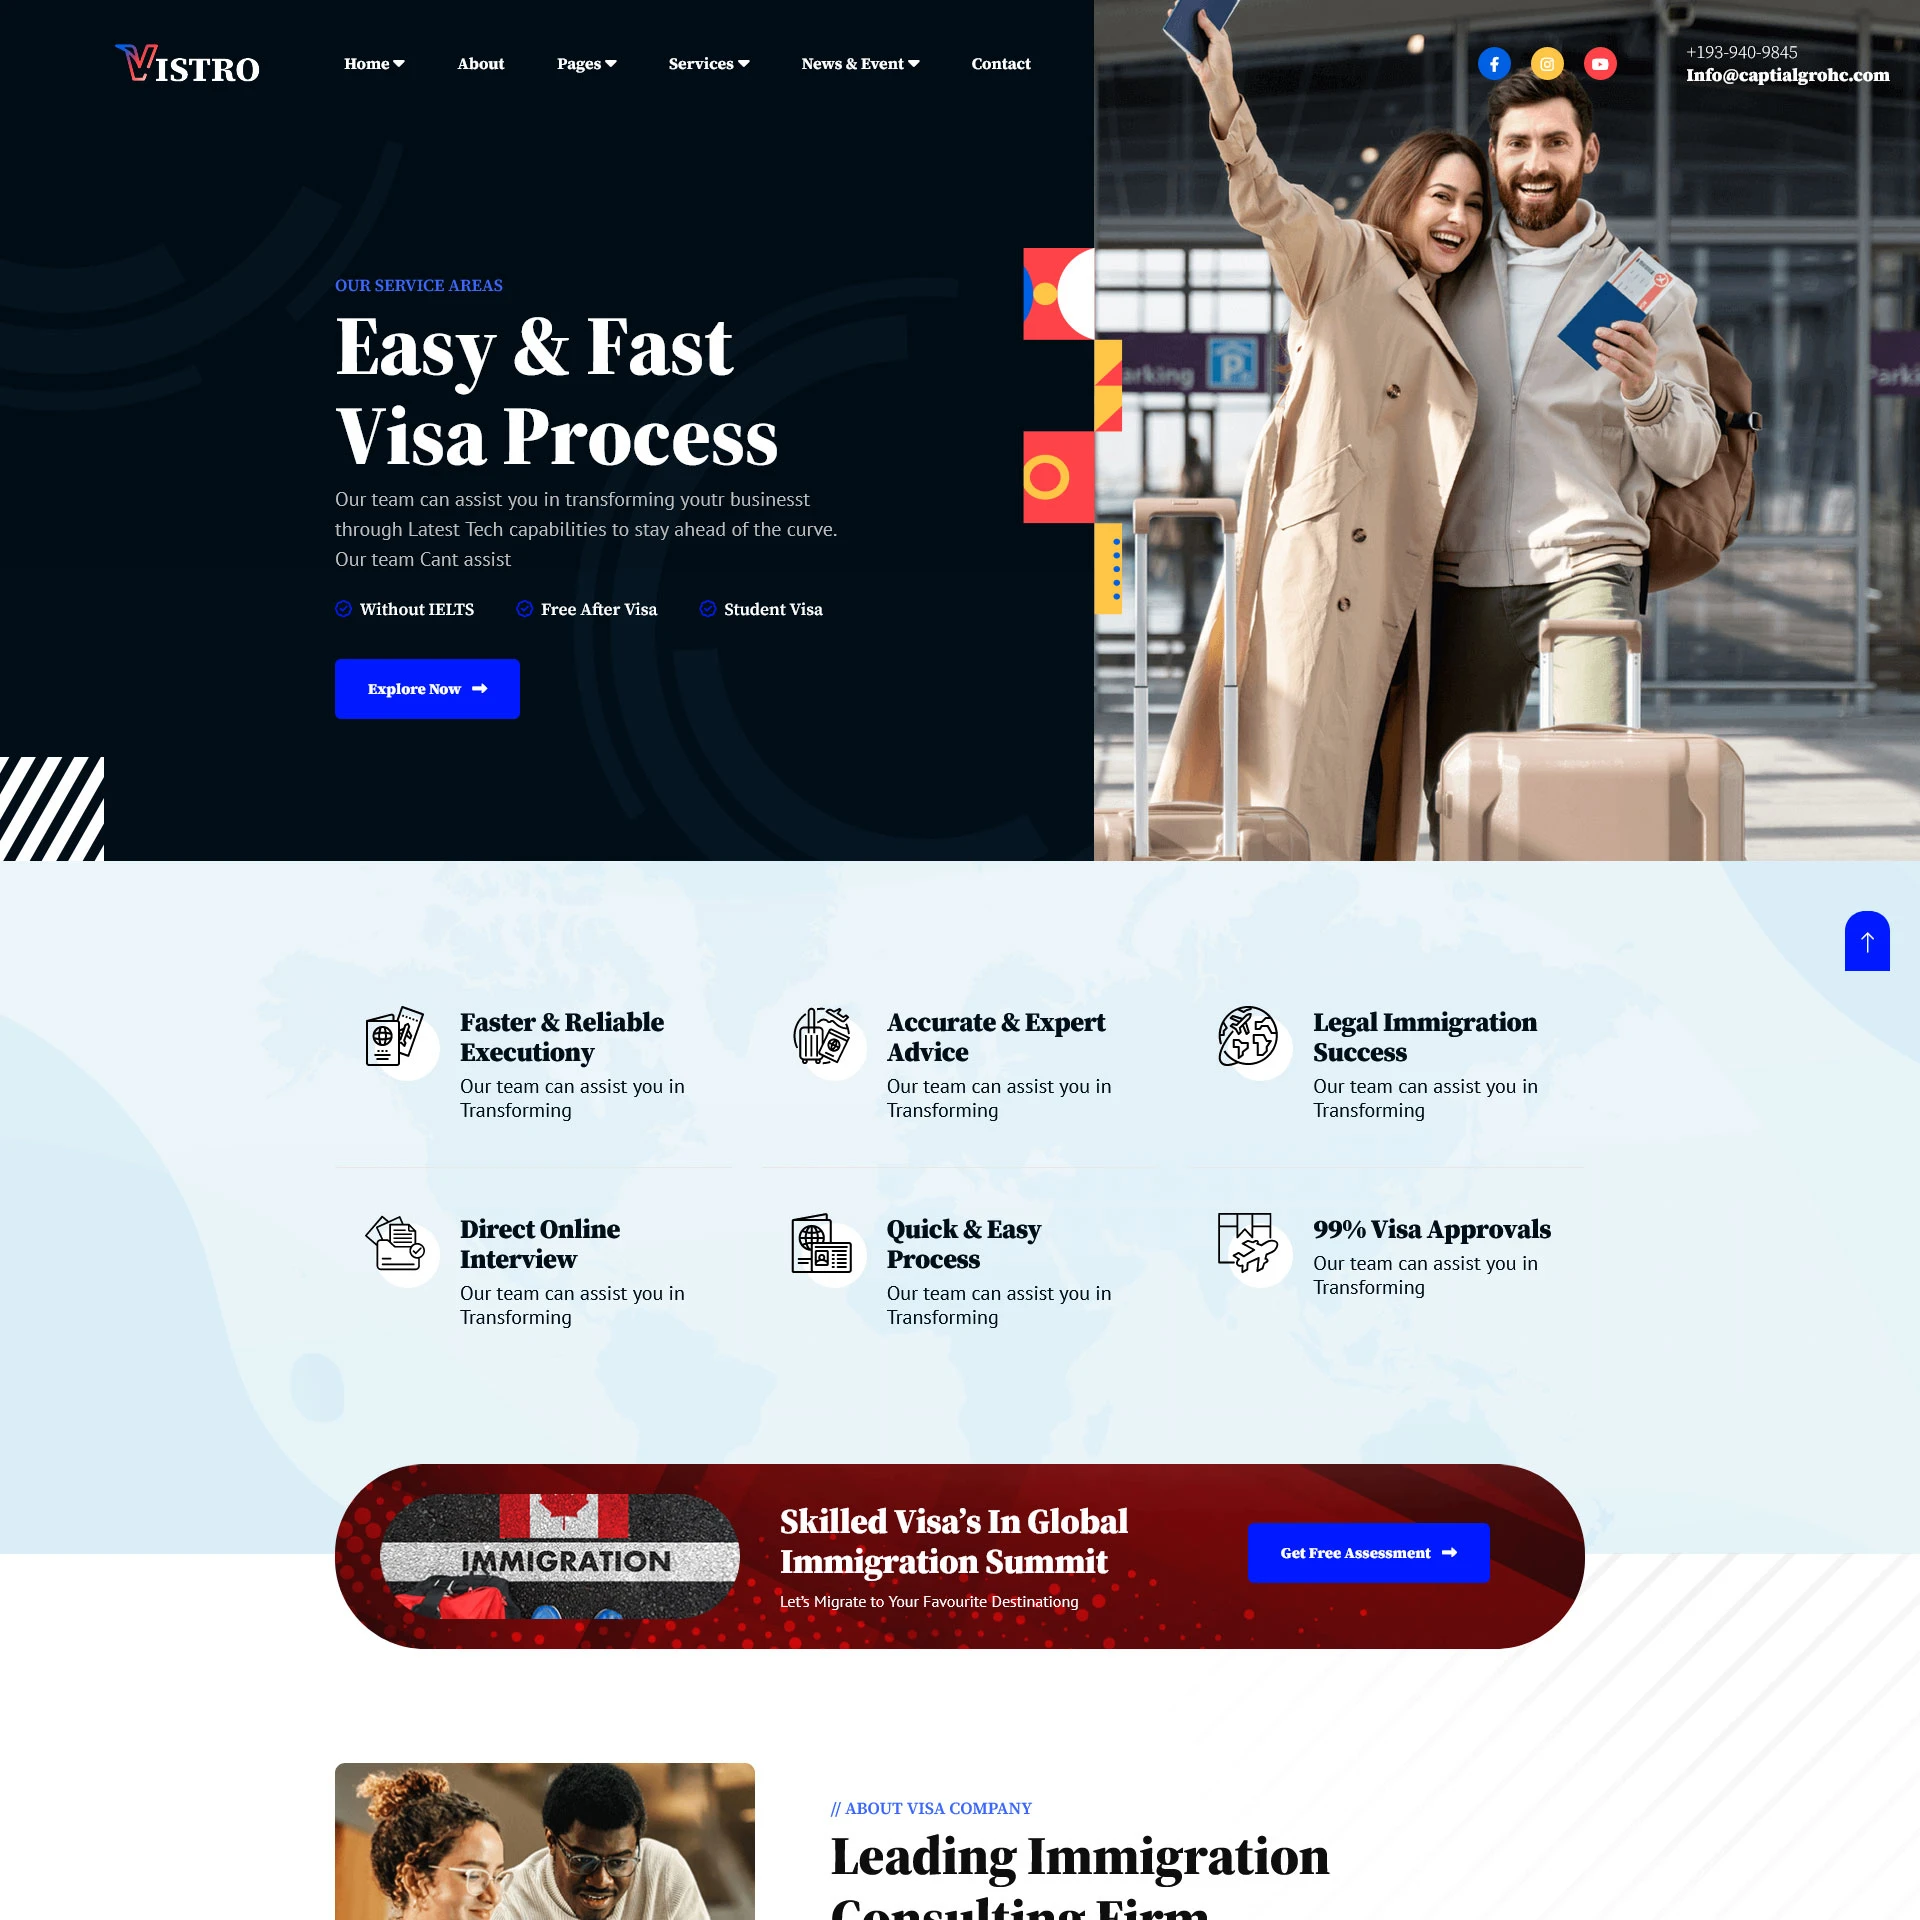 VISTRO
Home
About
Pages
Services
News & Event
Contact
+193-940-9845
Info@captialgrohc.com
OUR SERVICE AREAS
Easy & Fast
Visa Process
Our team can assist you in transforming youtr businesst
through Latest Tech capabilities to stay ahead of the curve.
Our team Cant assist
Without IELTS
Free After Visa
Student Visa
Explore Now
arking P
Parki
Faster & Reliable
Executiony
Our team can assist you in
Transforming
Accurate & Expert
Advice
Our team can assist you in
Transforming
Legal Immigration
Success
Our team can assist you in
Transforming
Direct Online
Interview
Our team can assist you in
Transforming
Quick & Easy
Process
Our team can assist you in
Transforming
99% Visa Approvals
Our team can assist you in
Transforming
IMMIGRATION
Skilled Visa’s In Global
Immigration Summit
Let’s Migrate to Your Favourite Destinationg
Get Free Assessment
// ABOUT VISA COMPANY
Leading Immigration
Consulting Firm